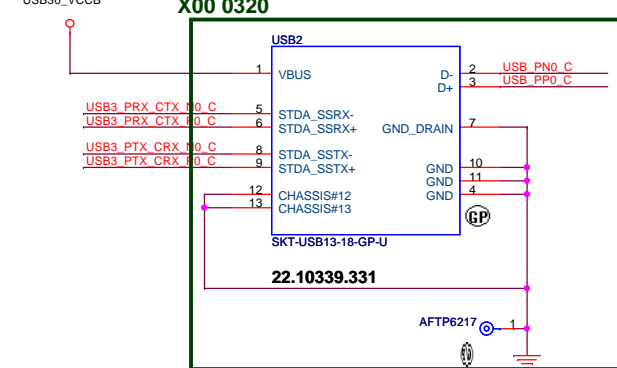 USB30_VCCB
X00 0320
USB2
1 VBUS
D- 2 USB_PN0_C
D+ 3 USB_PP0_C
USB3_PRX_CTX_N0_C 5 STDA_SSRX-
USB3_PRX_CTX_P0_C 6 STDA_SSRX+
GND_DRAIN 7
USB3_PTX_CRX_N0_C 8 STDA_SSTX-
USB3_PTX_CRX_P0_C 9 STDA_SSTX+
GND 10
GND 11
GND 4
12 CHASSIS#12
13 CHASSIS#13
GP
SKT-USB13-18-GP-U
22.10339.331
AFTP6217 1